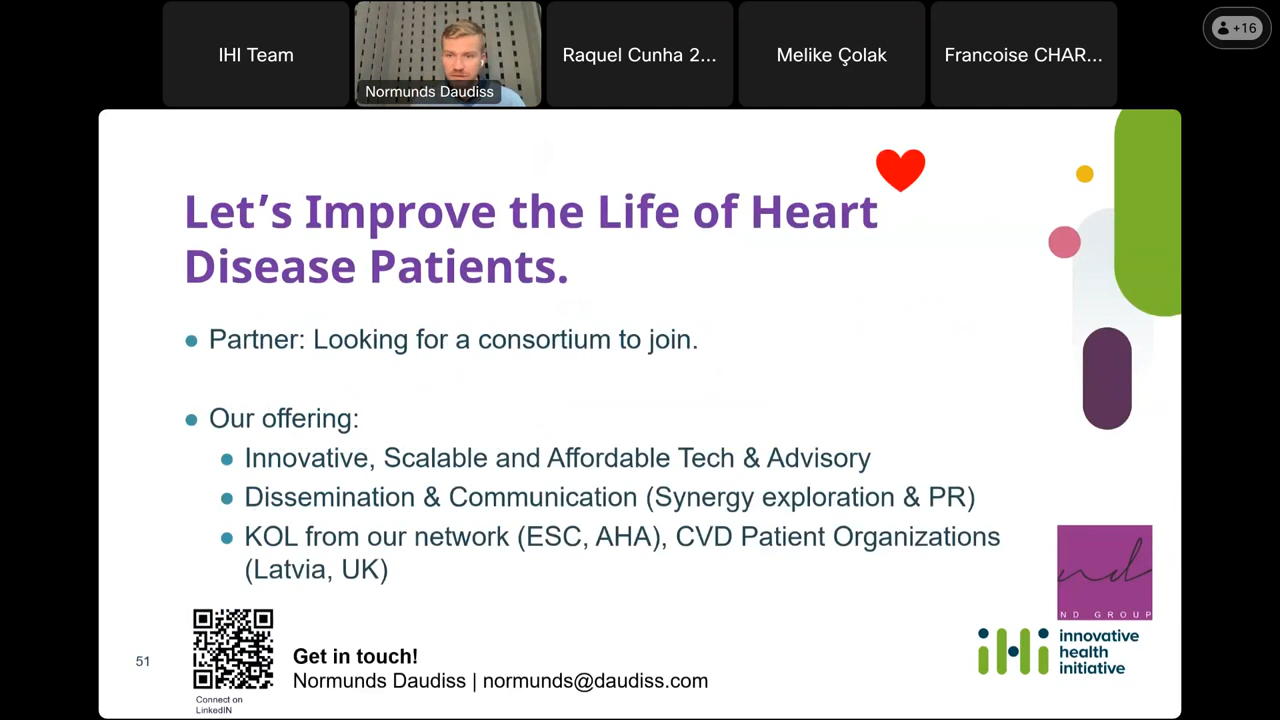 IHI Team
Normunds Daudiss
Raquel Cunha 2...
Melike Çolak
Francoise CHAR...
+16
Let’s Improve the Life of Heart
Disease Patients.
Partner: Looking for a consortium to join.
Our offering:
Innovative, Scalable and Affordable Tech & Advisory
Dissemination & Communication (Synergy exploration & PR)
KOL from our network (ESC, AHA), CVD Patient Organizations
(Latvia, UK)
nd
ND GROUP
51
Connect on
LinkedIN
Get in touch!
Normunds Daudiss | normunds@daudiss.com
iHi
innovative
health
initiative